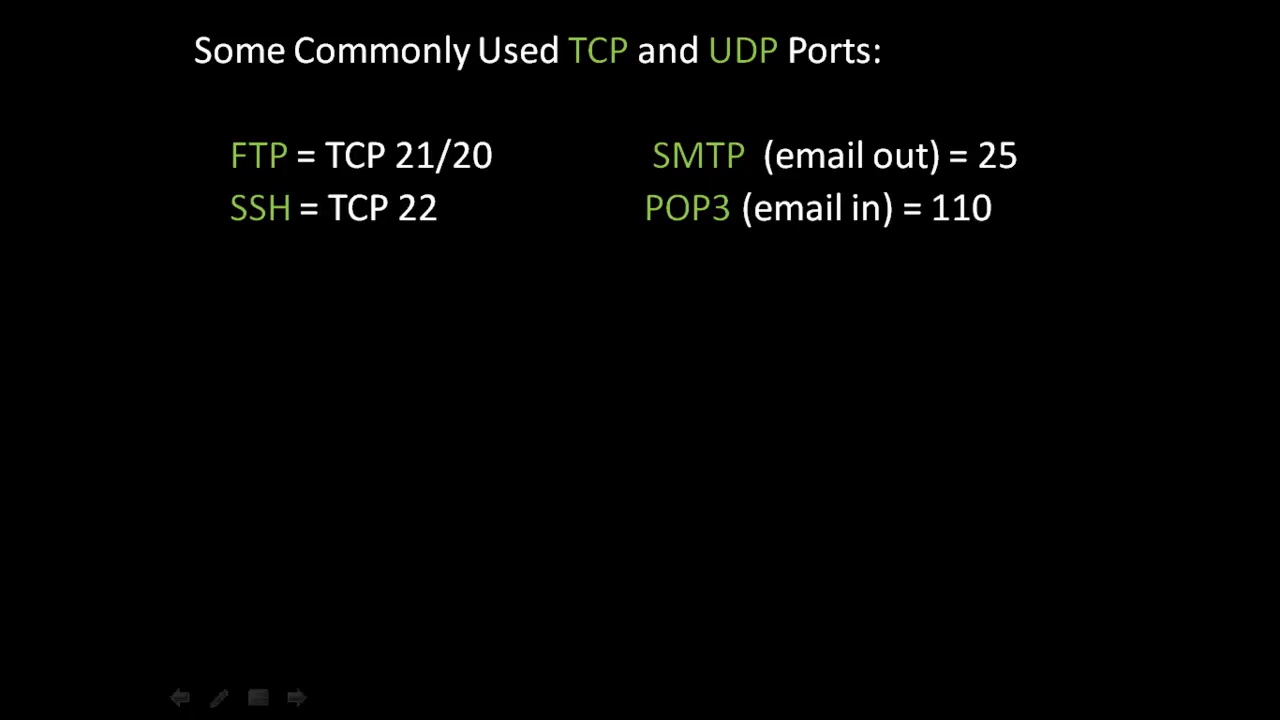 Some Commonly Used TCP and UDP Ports:
FTP = TCP 21/20
SMTP (email out) = 25
SSH = TCP 22
POP3 (email in) = 110